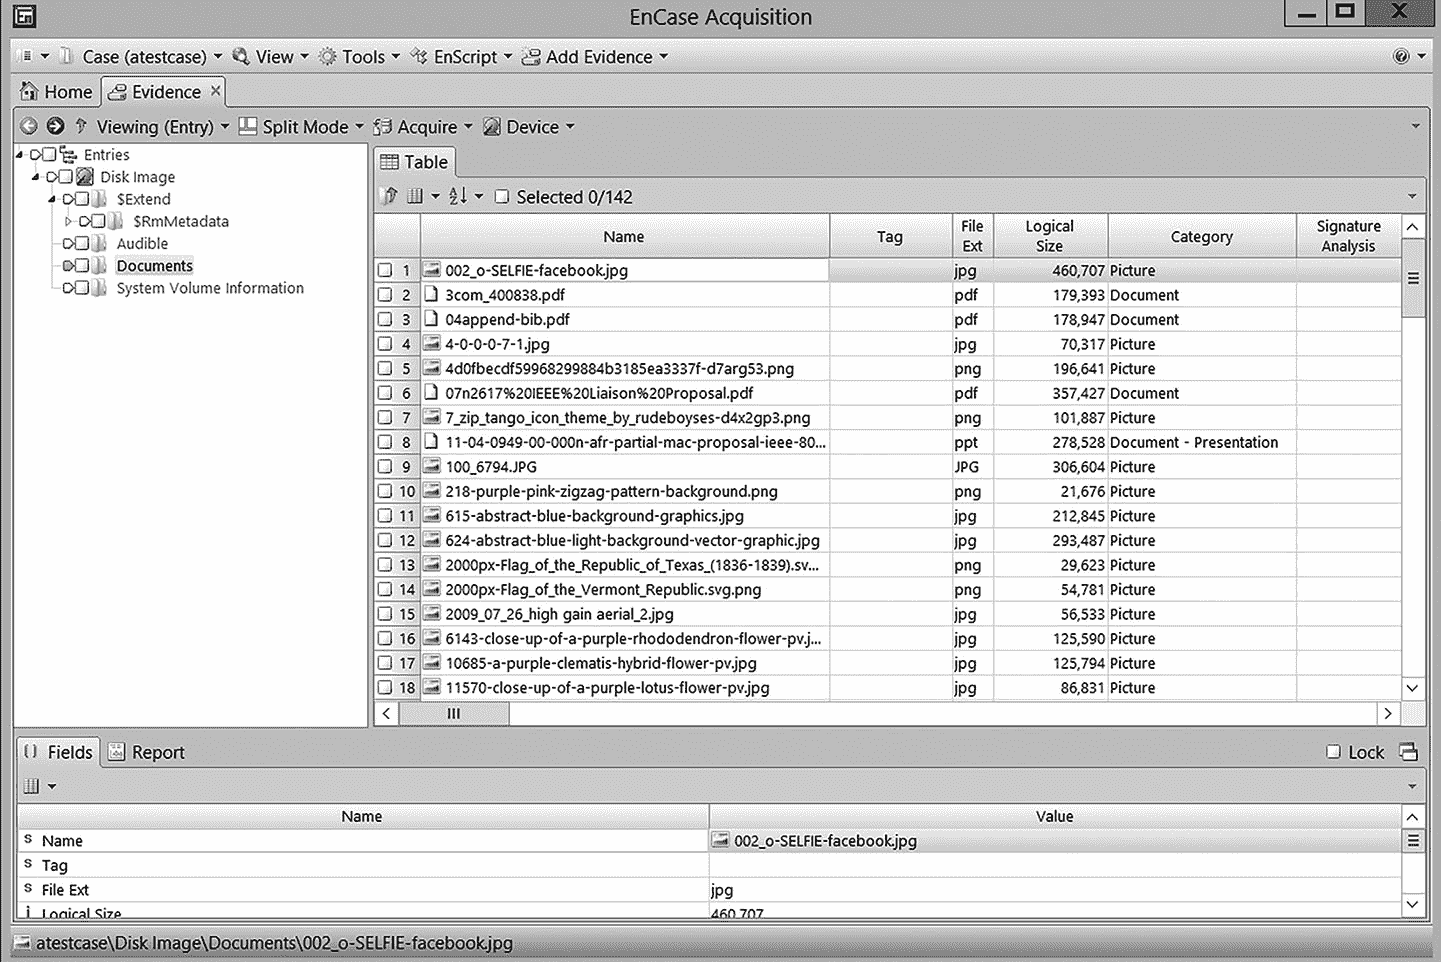 EnCase Acquisition
Case (atestcase) View Tools EnScript Add Evidence
Home Evidence
Viewing (Entry) Split Mode Acquire Device
Entries
Disk Image
$Extend
$RmMetadata
Audible
Documents
System Volume Information
Table
Selected 0/142
Name Tag File Ext Logical Size Category Signature Analysis
1 002_o-SELFIE-facebook.jpg jpg 460,707 Picture
2 3com_400838.pdf pdf 179,393 Document
3 04append-bib.pdf pdf 178,947 Document
4 4-0-0-0-7-1.jpg jpg 70,317 Picture
5 4d0fbecdf59968299884b3185ea3337f-d7arg53.png png 196,641 Picture
6 07n2617%20IEEE%20Liaison%20Proposal.pdf pdf 357,427 Document
7 7_zip_tango_icon_theme_by_rudeboyses-d4x2gp3.png png 101,887 Picture
8 11-04-0949-00-000n-afr-partial-mac-proposal-ieee-80... ppt 278,528 Document - Presentation
9 100_6794.JPG JPG 306,604 Picture
10 218-purple-pink-zigzag-pattern-background.png png 21,676 Picture
11 615-abstract-blue-background-graphics.jpg jpg 212,845 Picture
12 624-abstract-blue-light-background-vector-graphic.jpg jpg 293,487 Picture
13 2000px-Flag_of_the_Republic_of_Texas_(1836-1839).sv... png 29,623 Picture
14 2000px-Flag_of_the_Vermont_Republic.svg.png png 54,781 Picture
15 2009_07_26_high gain aerial_2.jpg jpg 56,533 Picture
16 6143-close-up-of-a-purple-rhododendron-flower-pv.j... jpg 125,590 Picture
17 10685-a-purple-clematis-hybrid-flower-pv.jpg jpg 125,794 Picture
18 11570-close-up-of-a-purple-lotus-flower-pv.jpg jpg 86,831 Picture
Fields Report Lock
Name Value
Name 002_o-SELFIE-facebook.jpg
Tag
File Ext jpg
Logical Size 460,707
atestcase\Disk Image\Documents\002_o-SELFIE-facebook.jpg